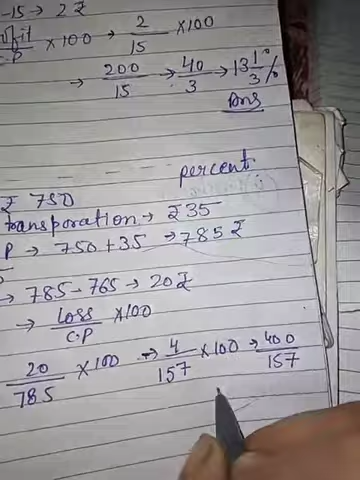 -15 → 2 ₹
ofit/C.P × 100 → 2/15 × 100
→ 200/15 → 40/3 → 13 1/3 %
Ans
percent
₹ 750
transporation → ₹35
P → 750 + 35 → 785 ₹
→ 785 - 765 → 20 ₹
→ Loss/C.P × 100
20/785 × 100 → 4/157 × 100 → 400/157